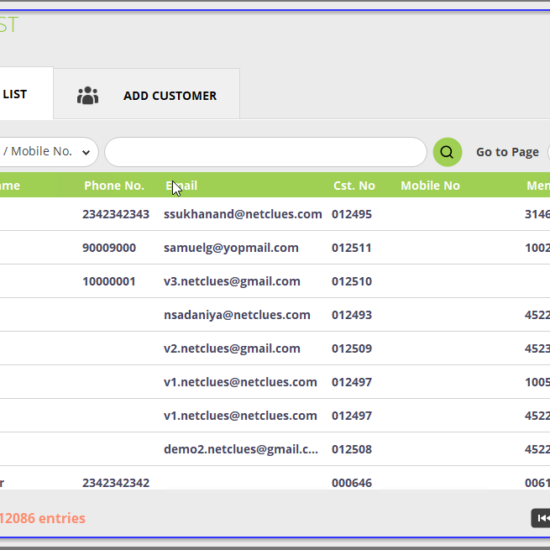 ST
LIST
ADD CUSTOMER
/ Mobile No.
Go to Page
ame Phone No. Email Cst. No Mobile No Mem
2342342343 ssukhanand@netclues.com 012495 3146
90009000 samuelg@yopmail.com 012511 1002
10000001 v3.netclues@gmail.com 012510
nsadaniya@netclues.com 012493 4522
v2.netclues@gmail.com 012509 4523
v1.netclues@netclues.com 012497 1005
v1.netclues@netclues.com 012497 4522
demo2.netclues@gmail.c... 012508 4522
r 2342342342 000646 0061
12086 entries